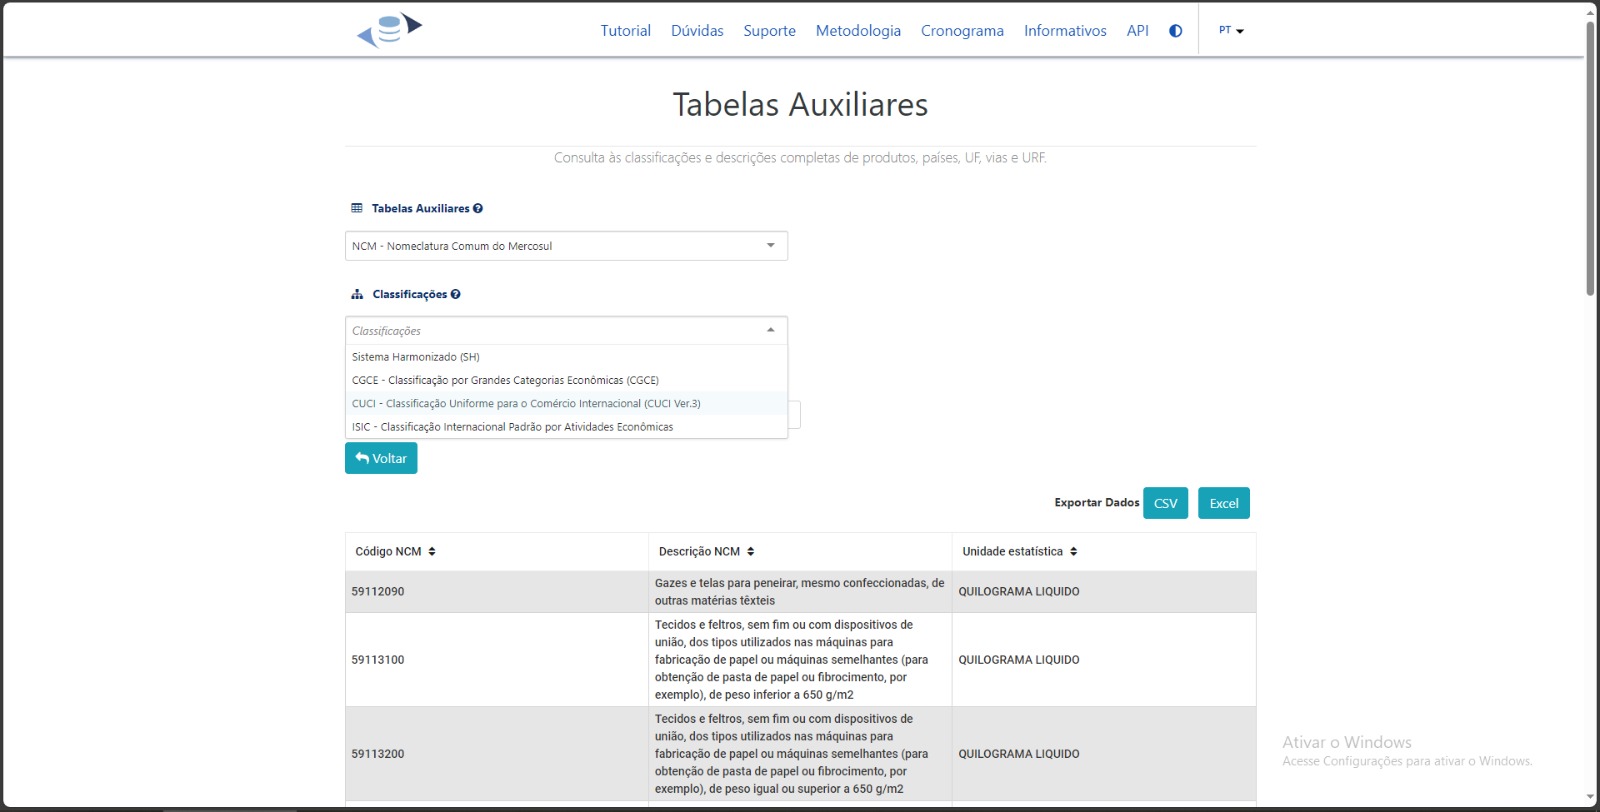 Tutorial Dúvidas Suporte Metodologia Cronograma Informativos API PT
Tabelas Auxiliares
Consulta às classificações e descrições completas de produtos, países, UF, vias e URF.
Tabelas Auxiliares
NCM - Nomeclatura Comum do Mercosul
Classificações
Classificações
Sistema Harmonizado (SH)
CGCE - Classificação por Grandes Categorias Econômicas (CGCE)
CUCI - Classificação Uniforme para o Comércio Internacional (CUCI Ver.3)
ISIC - Classificação Internacional Padrão por Atividades Econômicas
Voltar
Exportar Dados CSV Excel
Código NCM Descrição NCM Unidade estatística
59112090
Gazes e telas para peneirar, mesmo confeccionadas, de
outras matérias têxteis
QUILOGRAMA LIQUIDO
59113100
Tecidos e feltros, sem fim ou com dispositivos de
união, dos tipos utilizados nas máquinas para
fabricação de papel ou máquinas semelhantes (para
obtenção de pasta de papel ou fibrocimento, por
exemplo), de peso inferior a 650 g/m2
QUILOGRAMA LIQUIDO
59113200
Tecidos e feltros, sem fim ou com dispositivos de
união, dos tipos utilizados nas máquinas para
fabricação de papel ou máquinas semelhantes (para
obtenção de pasta de papel ou fibrocimento, por
exemplo), de peso igual ou superior a 650 g/m2
QUILOGRAMA LIQUIDO
Ativar o Windows
Acesse Configurações para ativar o Windows.